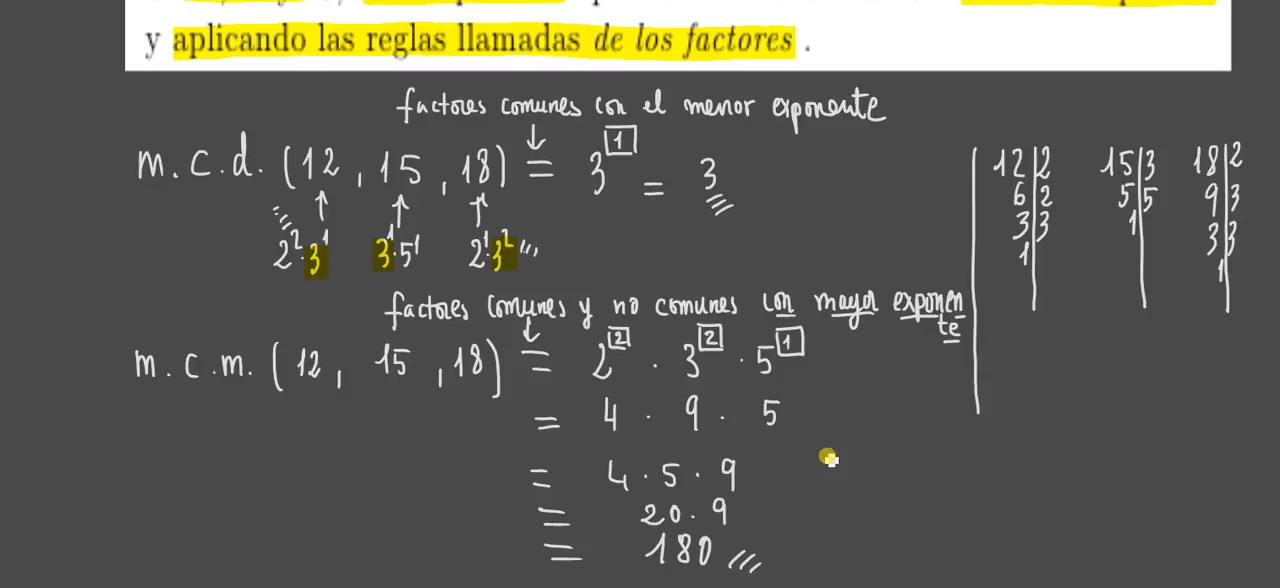 y aplicando las reglas llamadas de los factores .
factores comunes con el menor exponente
m.c.d. (12, 15, 18) = 3^1 = 3
2^2·3^1 3^1·5^1 2^1·3^2
12|2 15|3 18|2
6|2 5|5 9|3
3|3 1| 3|3
1| 1|
factores comunes y no comunes con mayor exponen
te
m.c.m. (12, 15, 18) = 2^2 · 3^2 · 5^1
= 4 · 9 · 5
= 4 · 5 · 9
= 20 · 9
= 180